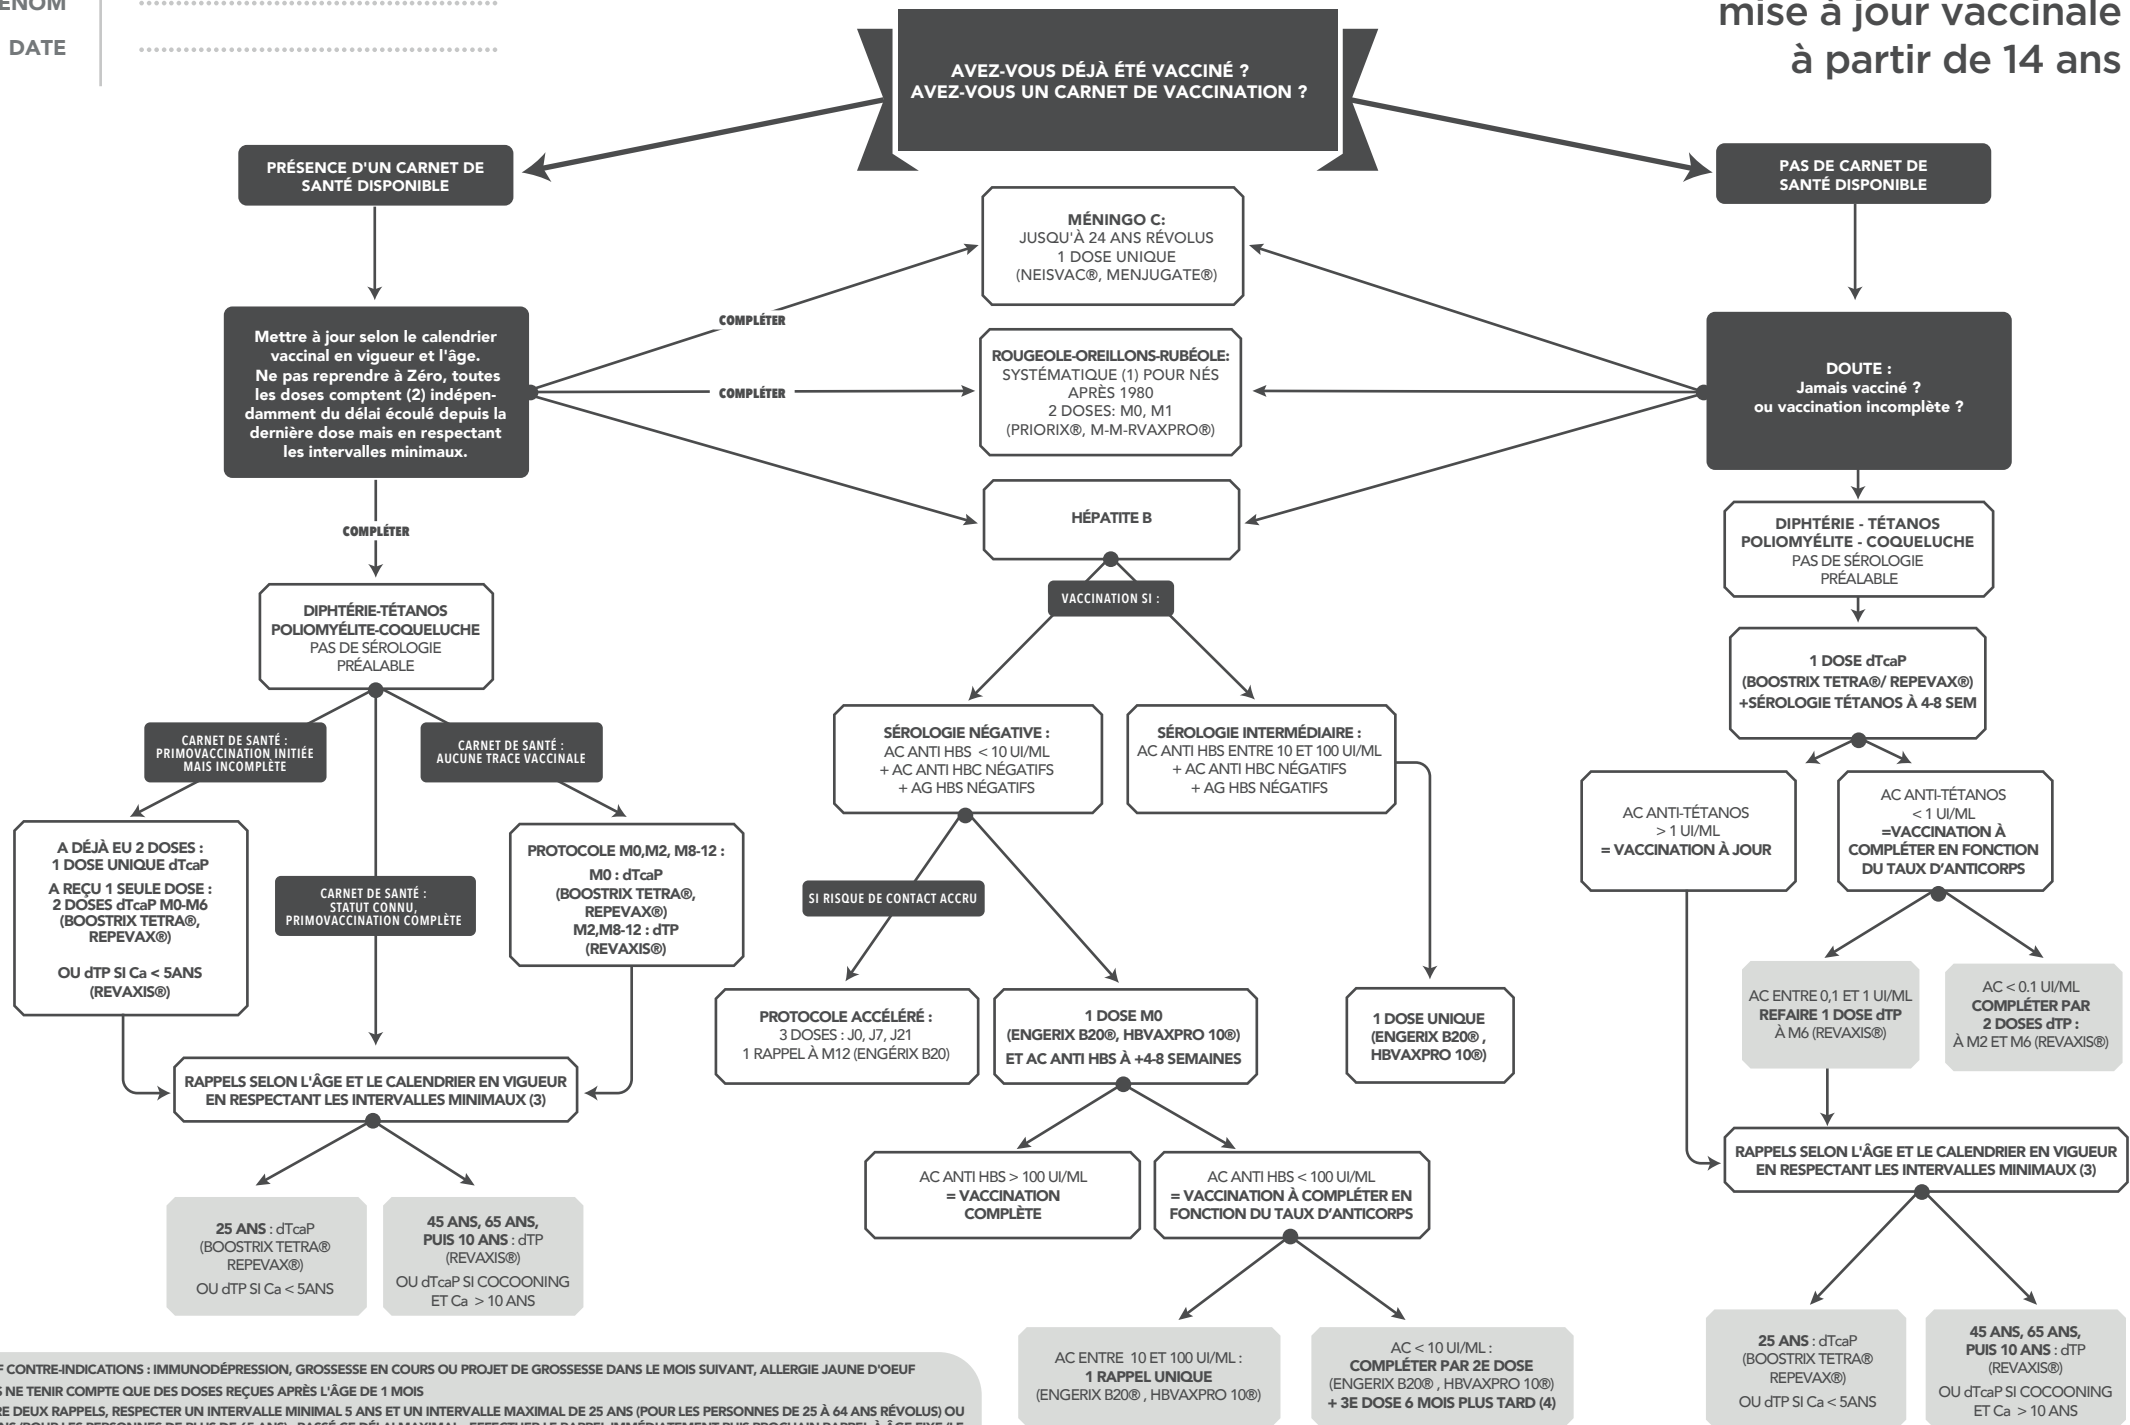 DATE
mise à jour vaccinale
à partir de 14 ans
AVEZ-VOUS DÉJÀ ÉTÉ VACCINÉ ?
AVEZ-VOUS UN CARNET DE VACCINATION ?
PRÉSENCE D'UN CARNET DE
SANTÉ DISPONIBLE
PAS DE CARNET DE
SANTÉ DISPONIBLE
MÉNINGO C:
JUSQU'À 24 ANS RÉVOLUS
1 DOSE UNIQUE
(NEISVAC®, MENJUGATE®)
COMPLÉTER
Mettre à jour selon le calendrier
vaccinal en vigueur et l'âge.
Ne pas reprendre à Zéro, toutes
les doses comptent (2) indépen-
damment du délai écoulé depuis la
dernière dose mais en respectant
les intervalles minimaux.
ROUGEOLE-OREILLONS-RUBÉOLE:
SYSTÉMATIQUE (1) POUR NÉS
APRÈS 1980
2 DOSES: M0, M1
(PRIORIX®, M-M-RVAXPRO®)
COMPLÉTER
DOUTE :
Jamais vacciné ?
ou vaccination incomplète ?
HÉPATITE B
COMPLÉTER
DIPHTÉRIE - TÉTANOS
POLIOMYÉLITE - COQUELUCHE
PAS DE SÉROLOGIE
PRÉALABLE
VACCINATION SI :
DIPHTÉRIE-TÉTANOS
POLIOMYÉLITE-COQUELUCHE
PAS DE SÉROLOGIE
PRÉALABLE
1 DOSE dTcaP
(BOOSTRIX TETRA®/ REPEVAX®)
+SÉROLOGIE TÉTANOS À 4-8 SEM
CARNET DE SANTÉ :
PRIMOVACCINATION INITIÉE
MAIS INCOMPLÈTE
CARNET DE SANTÉ :
AUCUNE TRACE VACCINALE
SÉROLOGIE NÉGATIVE :
AC ANTI HBS < 10 UI/ML
+ AC ANTI HBC NÉGATIFS
+ AG HBS NÉGATIFS
SÉROLOGIE INTERMÉDIAIRE :
AC ANTI HBS ENTRE 10 ET 100 UI/ML
+ AC ANTI HBC NÉGATIFS
+ AG HBS NÉGATIFS
AC ANTI-TÉTANOS
> 1 UI/ML
= VACCINATION À JOUR
AC ANTI-TÉTANOS
< 1 UI/ML
=VACCINATION À
COMPLÉTER EN FONCTION
DU TAUX D'ANTICORPS
A DÉJÀ EU 2 DOSES :
1 DOSE UNIQUE dTcaP
A REÇU 1 SEULE DOSE :
2 DOSES dTcaP M0-M6
(BOOSTRIX TETRA®,
REPEVAX®)
OU dTP SI Ca < 5ANS
(REVAXIS®)
CARNET DE SANTÉ :
STATUT CONNU,
PRIMOVACCINATION COMPLÈTE
PROTOCOLE M0,M2, M8-12 :
M0 : dTcaP
(BOOSTRIX TETRA®,
REPEVAX®)
M2,M8-12 : dTP
(REVAXIS®)
SI RISQUE DE CONTACT ACCRU
PROTOCOLE ACCÉLÉRÉ :
3 DOSES : J0, J7, J21
1 RAPPEL À M12 (ENGÉRIX B20)
1 DOSE M0
(ENGERIX B20®, HBVAXPRO 10®)
ET AC ANTI HBS À +4-8 SEMAINES
1 DOSE UNIQUE
(ENGERIX B20® ,
HBVAXPRO 10®)
AC ENTRE 0,1 ET 1 UI/ML
REFAIRE 1 DOSE dTP
À M6 (REVAXIS®)
AC < 0.1 UI/ML
COMPLÉTER PAR
2 DOSES dTP :
À M2 ET M6 (REVAXIS®)
RAPPELS SELON L'ÂGE ET LE CALENDRIER EN VIGUEUR
EN RESPECTANT LES INTERVALLES MINIMAUX (3)
RAPPELS SELON L'ÂGE ET LE CALENDRIER EN VIGUEUR
EN RESPECTANT LES INTERVALLES MINIMAUX (3)
AC ANTI HBS > 100 UI/ML
= VACCINATION
COMPLÈTE
AC ANTI HBS < 100 UI/ML
= VACCINATION À COMPLÉTER EN
FONCTION DU TAUX D'ANTICORPS
25 ANS : dTcaP
(BOOSTRIX TETRA®
REPEVAX®)
OU dTP SI Ca < 5ANS
45 ANS, 65 ANS,
PUIS 10 ANS : dTP
(REVAXIS®)
OU dTcaP SI COCOONING
ET Ca > 10 ANS
AC ENTRE 10 ET 100 UI/ML :
1 RAPPEL UNIQUE
(ENGERIX B20® , HBVAXPRO 10®)
AC < 10 UI/ML :
COMPLÉTER PAR 2E DOSE
(ENGERIX B20® , HBVAXPRO 10®)
+ 3E DOSE 6 MOIS PLUS TARD (4)
25 ANS : dTcaP
(BOOSTRIX TETRA®
REPEVAX®)
OU dTP SI Ca < 5ANS
45 ANS, 65 ANS,
PUIS 10 ANS : dTP
(REVAXIS®)
OU dTcaP SI COCOONING
ET Ca > 10 ANS
CONTRE-INDICATIONS : IMMUNODÉPRESSION, GROSSESSE EN COURS OU PROJET DE GROSSESSE DANS LE MOIS SUIVANT, ALLERGIE JAUNE D'OEUF
NE TENIR COMPTE QUE DES DOSES REÇUES APRÈS L'ÂGE DE 1 MOIS
DEUX RAPPELS, RESPECTER UN INTERVALLE MINIMAL 5 ANS ET UN INTERVALLE MAXIMAL DE 25 ANS (POUR LES PERSONNES DE 25 À 64 ANS RÉVOLUS) OU